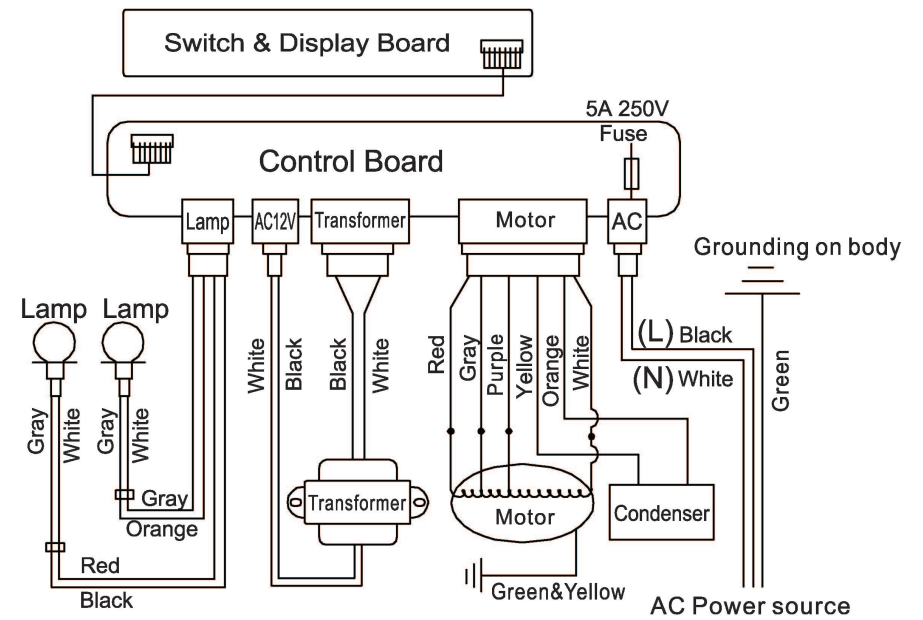 Switch & Display Board
5A 250V
Fuse
Control Board
Lamp
AC12V
Transformer
Motor
AC
Grounding on body
Lamp
Lamp
(L) Black
(N) White
Green
Gray
White
Gray
White
White
Black
Black
White
Red
Gray
Purple
Yellow
Orange
White
Gray
Orange
Transformer
Motor
Condenser
Red
Black
Green&Yellow
AC Power source